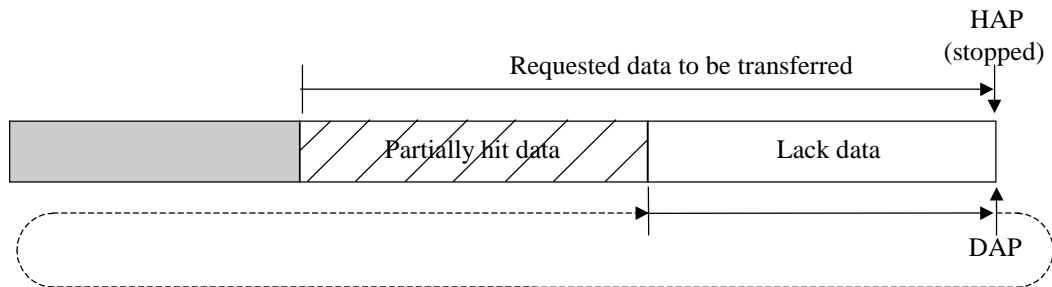 HAP
(stopped)
Requested data to be transferred
Partially hit data
Lack data
DAP